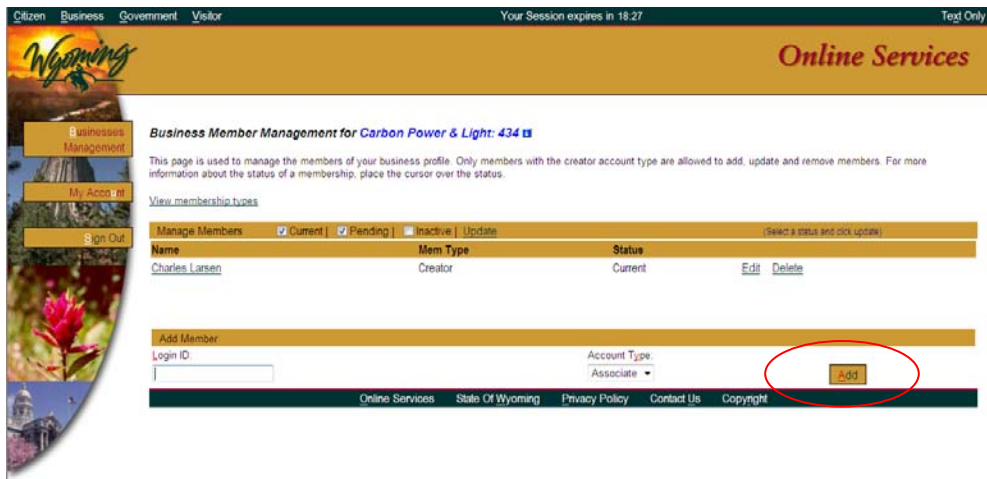 Citizen Business Government Visitor Your Session expires in 18:27 Text Only
Wyoming
Online Services
Businesses
Management
My Account
Sign Out
Business Member Management for Carbon Power & Light: 434
This page is used to manage the members of your business profile. Only members with the creator account type are allowed to add, update and remove members. For more
information about the status of a membership, place the cursor over the status.
View membership types
Manage Members Current | Pending | Inactive | Update (Select a status and click update)
Name Mem Type Status
Charles Larsen Creator Current Edit Delete
Add Member
Login ID: Account Type:
Associate Add
Online Services State Of Wyoming Privacy Policy Contact Us Copyright